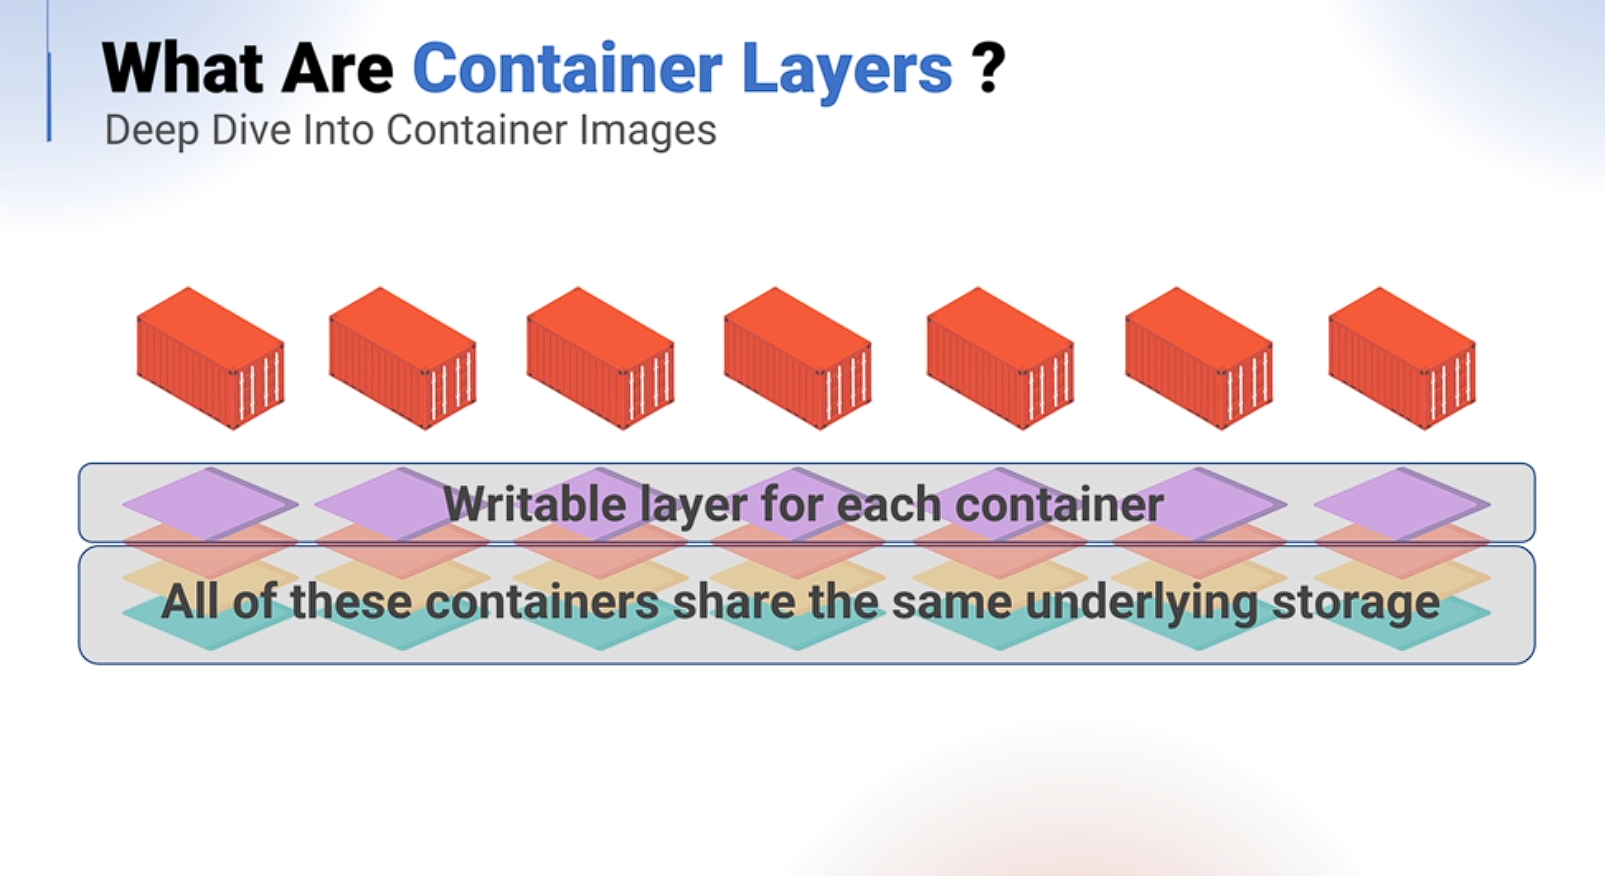 What Are Container Layers ?
Deep Dive Into Container Images
Writable layer for each container
All of these containers share the same underlying storage